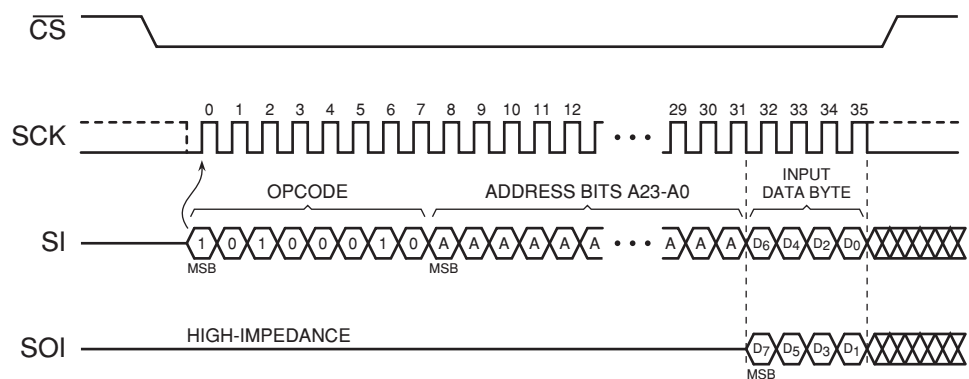 CS
0 1 2 3 4 5 6 7 8 9 10 11 12 29 30 31 32 33 34 35
SCK
INPUT
OPCODE ADDRESS BITS A23-A0 DATA BYTE
SI 1 0 1 0 0 0 1 0 A A A A A A • • • A A A D6 D4 D2 D0
MSB MSB
HIGH-IMPEDANCE
SOI D7 D5 D3 D1
MSB